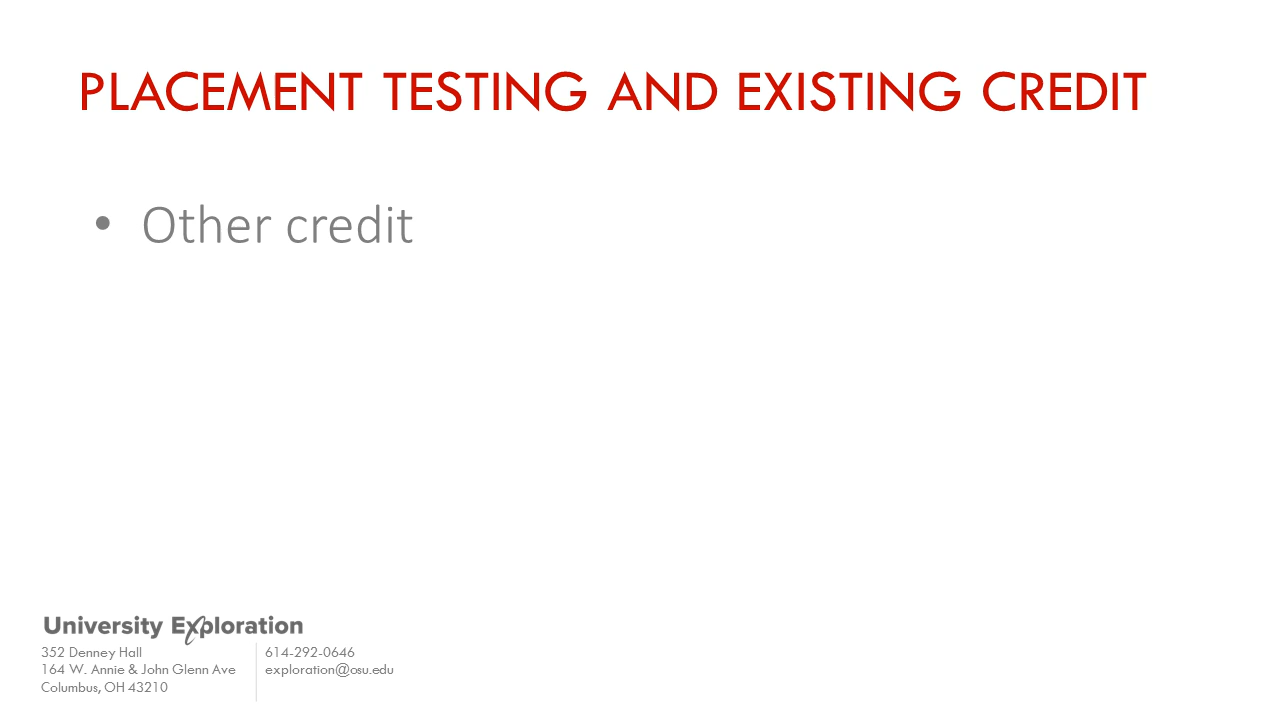 PLACEMENT TESTING AND EXISTING CREDIT
• Other credit
University Exploration
352 Denney Hall
164 W. Annie & John Glenn Ave
Columbus, OH 43210
614-292-0646
exploration@osu.edu